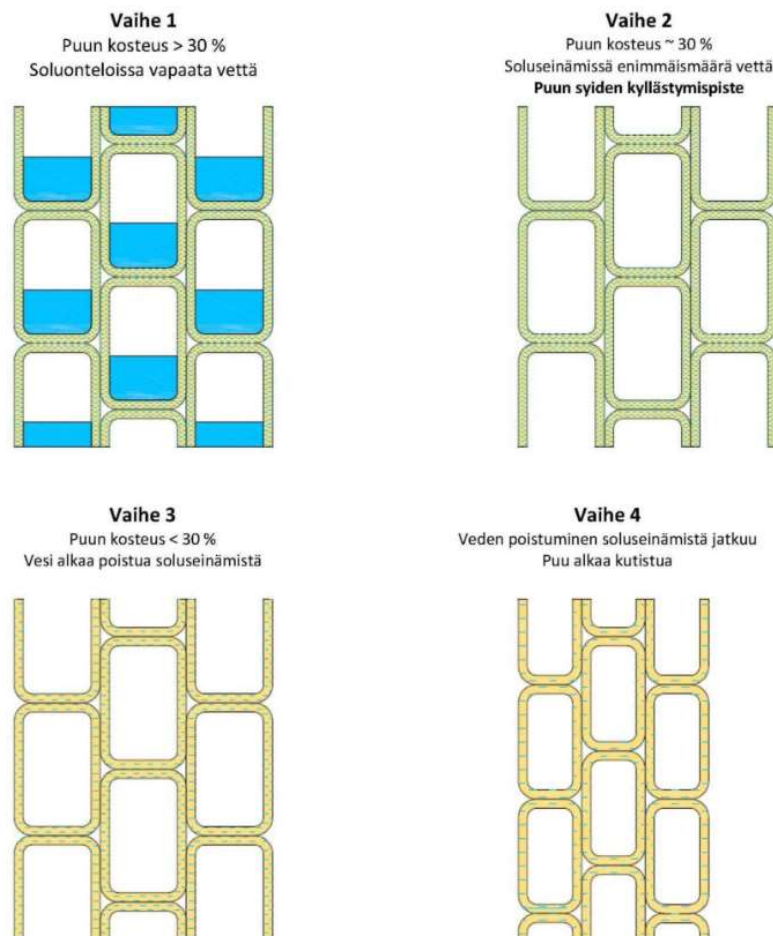 Vaihe 1
Puun kosteus > 30 %
Soluonteloissa vapaata vettä
Vaihe 2
Puun kosteus ~ 30 %
Soluseinämissä enimmäismäärä vettä
Puun syiden kyllästymispiste
Vaihe 3
Puun kosteus < 30 %
Vesi alkaa poistua soluseinämistä
Vaihe 4
Veden poistuminen soluseinämistä jatkuu
Puu alkaa kutistua